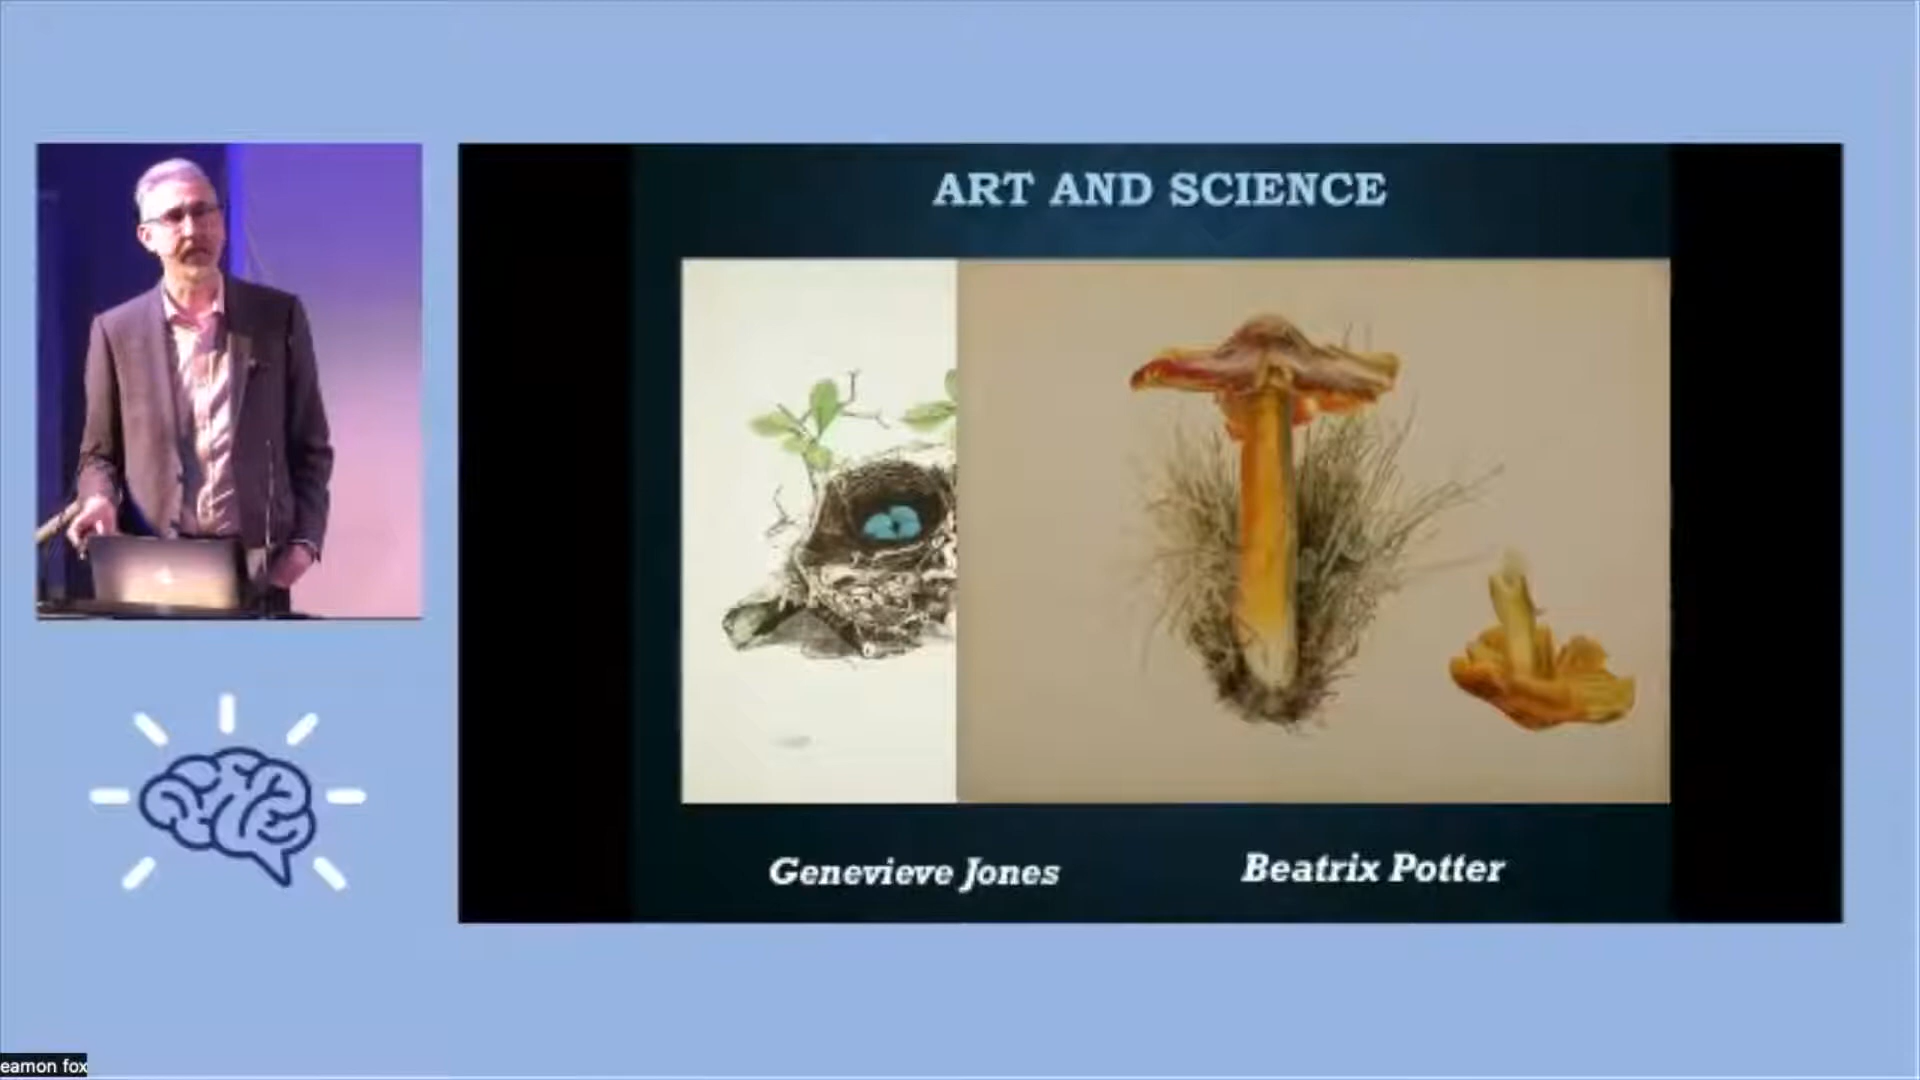 ART AND SCIENCE
Genevieve Jones
Beatrix Potter
eamon fox